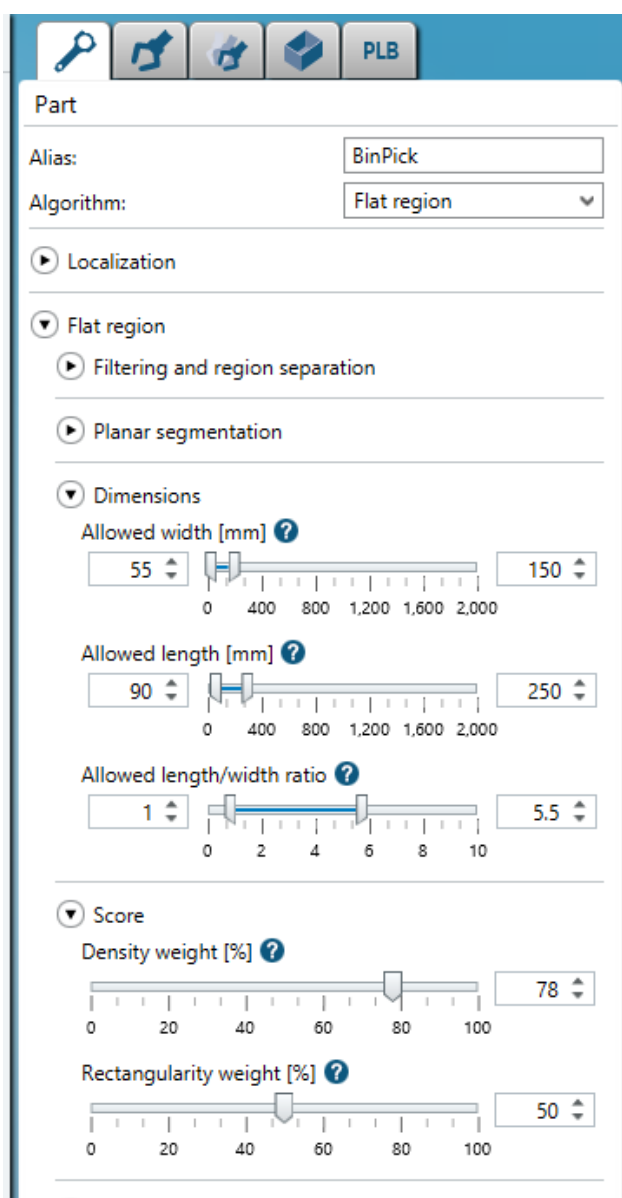 PLB
Part
Alias: BinPick
Algorithm: Flat region
Localization
Flat region
Filtering and region separation
Planar segmentation
Dimensions
Allowed width [mm] ?
55 150
0 400 800 1,200 1,600 2,000
Allowed length [mm] ?
90 250
0 400 800 1,200 1,600 2,000
Allowed length/width ratio ?
1 5.5
0 2 4 6 8 10
Score
Density weight [%] ?
78
0 20 40 60 80 100
Rectangularity weight [%] ?
50
0 20 40 60 80 100